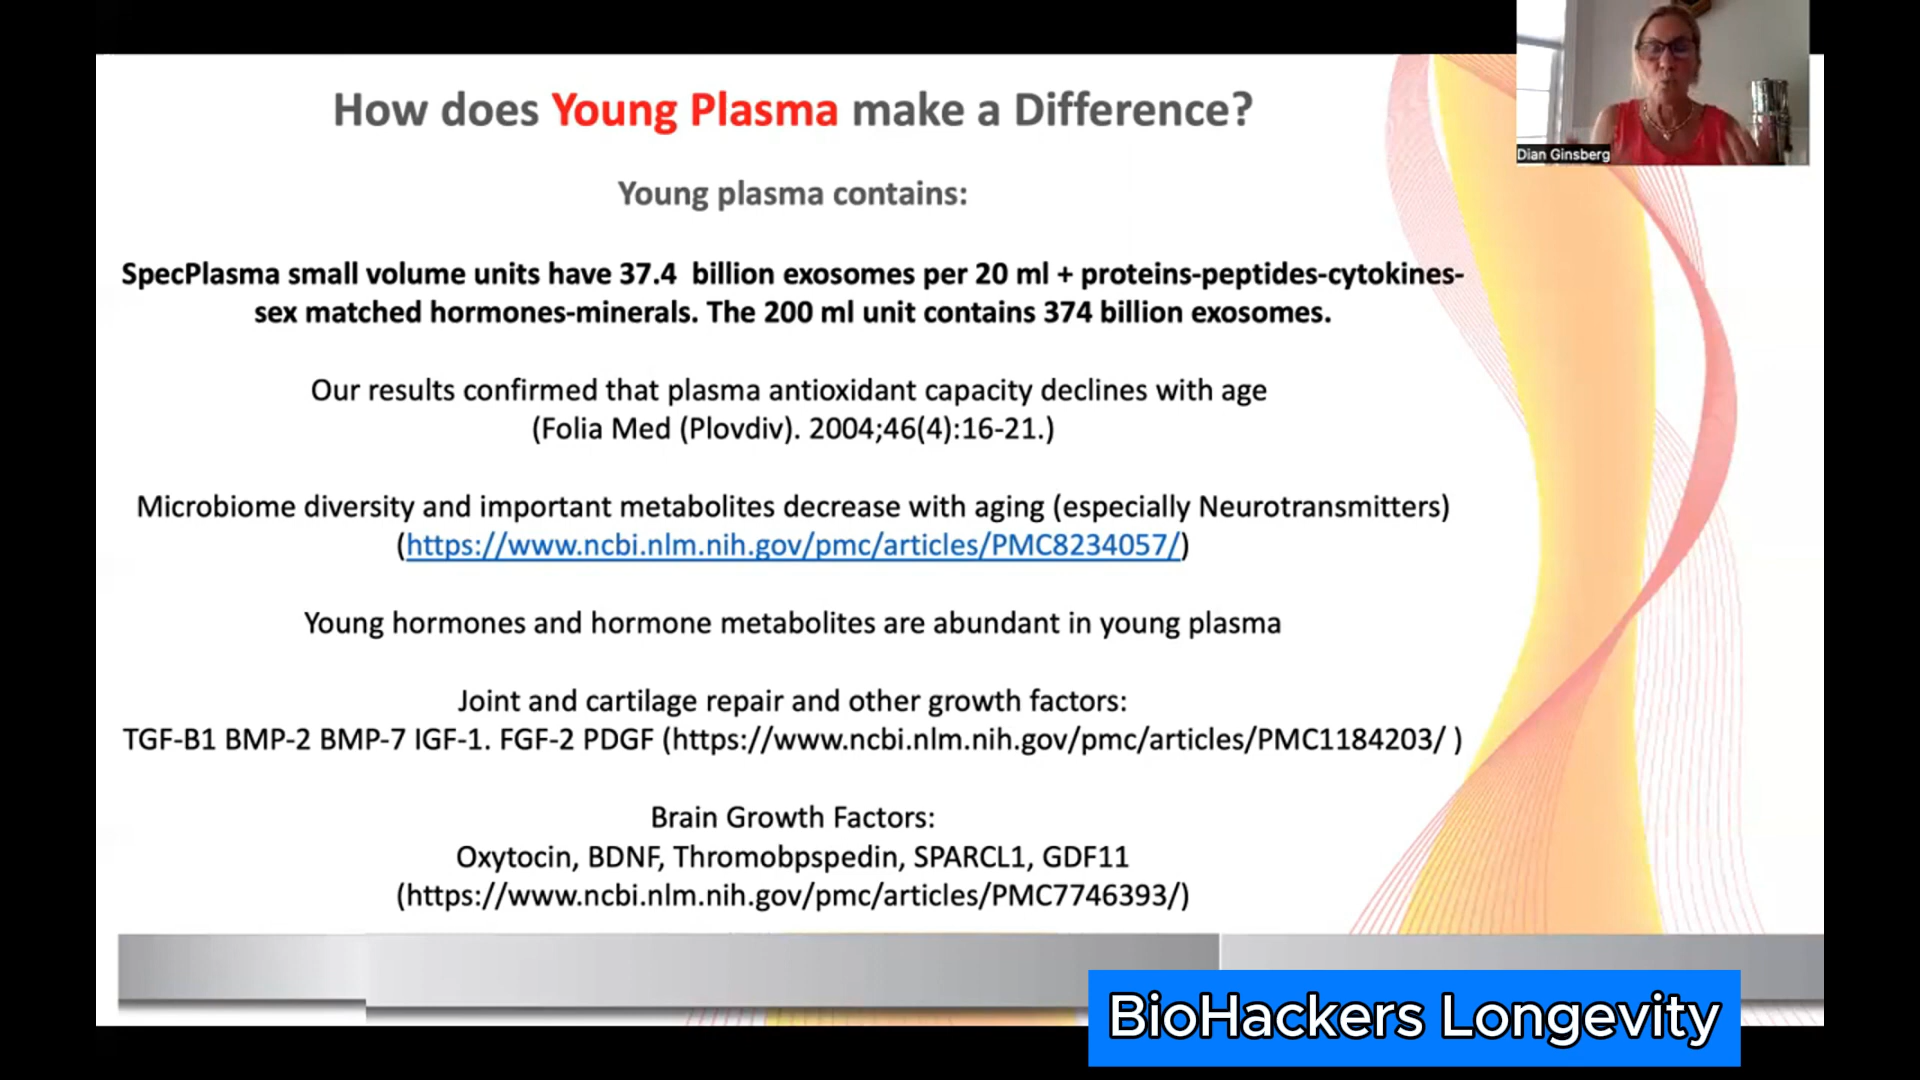 How does Young Plasma make a Difference?
Dian Ginsberg
Young plasma contains:
SpecPlasma small volume units have 37.4 billion exosomes per 20 ml + proteins-peptides-cytokines-
sex matched hormones-minerals. The 200 ml unit contains 374 billion exosomes.
Our results confirmed that plasma antioxidant capacity declines with age
(Folia Med (Plovdiv). 2004;46(4):16-21.)
Microbiome diversity and important metabolites decrease with aging (especially Neurotransmitters)
(https://www.ncbi.nlm.nih.gov/pmc/articles/PMC8234057/)
Young hormones and hormone metabolites are abundant in young plasma
Joint and cartilage repair and other growth factors:
TGF-B1 BMP-2 BMP-7 IGF-1. FGF-2 PDGF (https://www.ncbi.nlm.nih.gov/pmc/articles/PMC1184203/ )
Brain Growth Factors:
Oxytocin, BDNF, Thromobpspedin, SPARCL1, GDF11
(https://www.ncbi.nlm.nih.gov/pmc/articles/PMC7746393/)
BioHackers Longevity